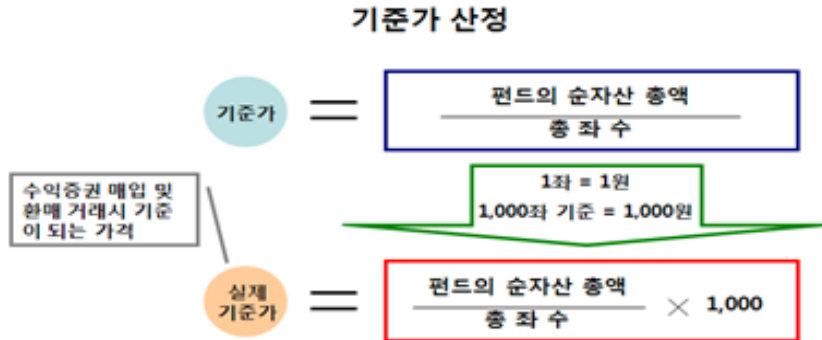 기준가 산정
기준가
펀드의 순자산 총액
총 좌 수
1좌 = 1원
1,000좌 기준 = 1,000원
수익증권 매입 및
환매 거래시 기준
이 되는 가격
실제
기준가
펀드의 순자산 총액
총 좌 수
× 1,000